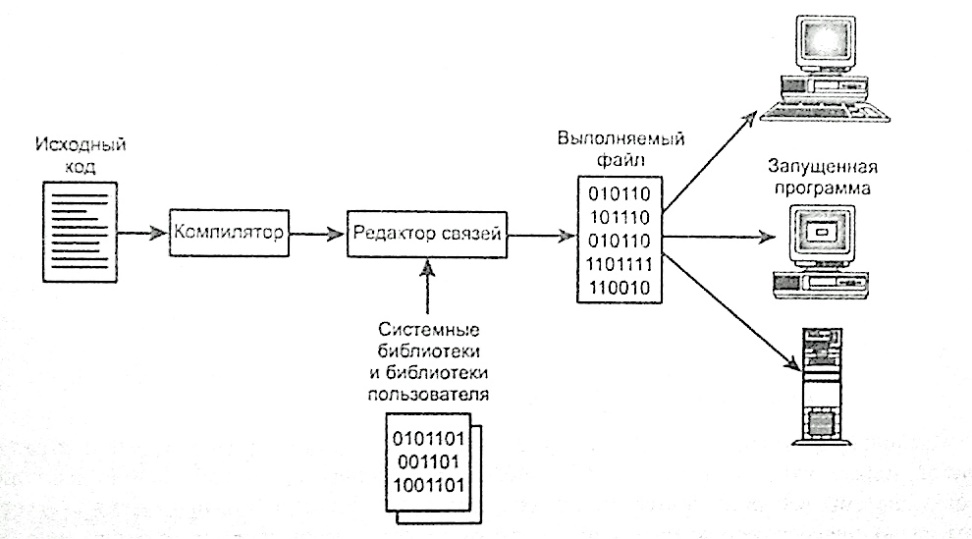 Исходный
код
Компилятор
Редактор связей
Системные
библиотеки
и библиотеки
пользователя
0101101
001101
1001101
Выполняемый
файл
010110
101110
010110
1101111
110010
Запущенная
программа